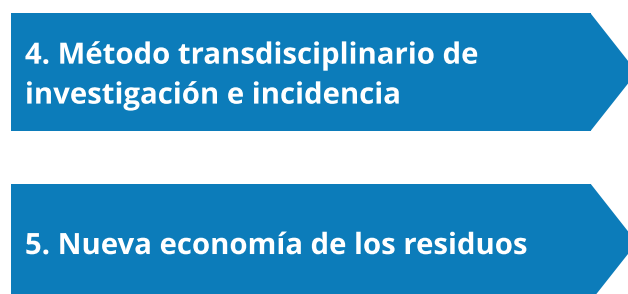 4. Método transdisciplinario de
investigación e incidencia
5. Nueva economía de los residuos